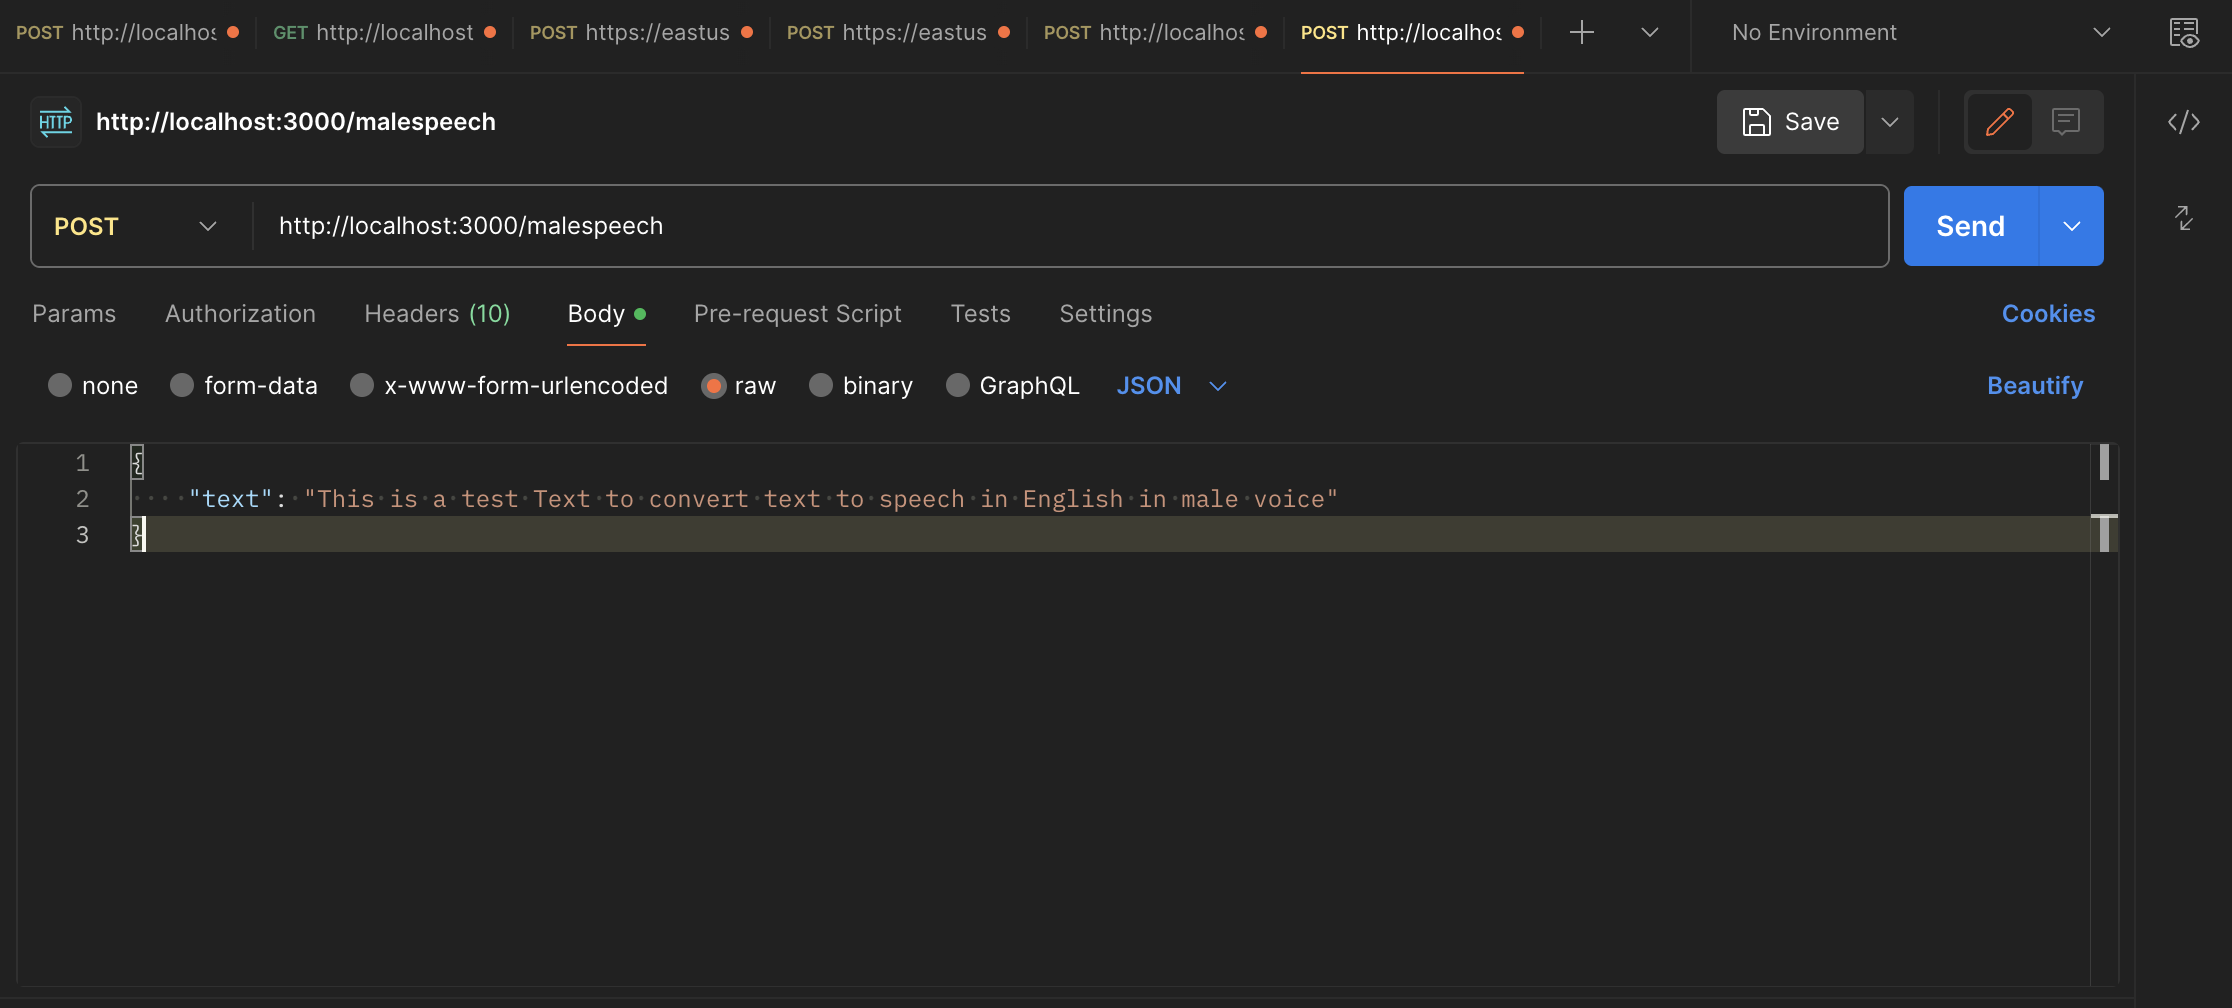 POST http://localhos GET http://localhost POST https://eastus POST https://eastus POST http://localhos POST http://localhos No Environment
HTTP http://localhost:3000/malespeech Save </>
POST http://localhost:3000/malespeech Send
Params Authorization Headers (10) Body Pre-request Script Tests Settings Cookies
none form-data x-www-form-urlencoded raw binary GraphQL JSON Beautify
1 {
2 "text": "This is a test Text to convert text to speech in English in male voice"
3 }